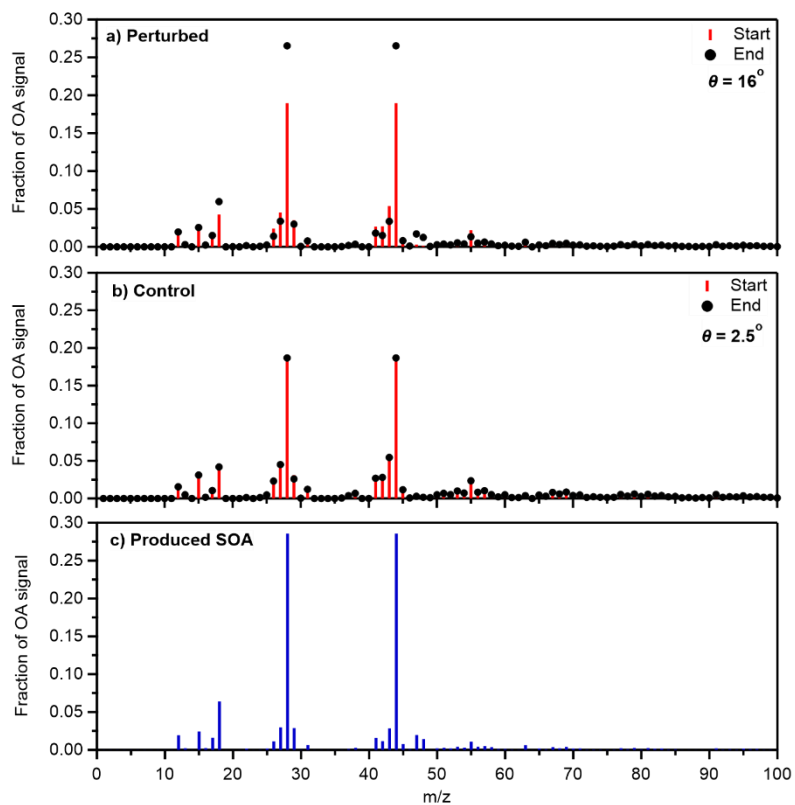 0.30
a) Perturbed
Start
End
θ = 16°
0.25
0.20
0.15
0.10
0.05
0.00
Fraction of OA signal
0.30
b) Control
Start
End
θ = 2.5°
0.25
0.20
0.15
0.10
0.05
0.00
Fraction of OA signal
0.30
c) Produced SOA
0.25
0.20
0.15
0.10
0.05
0.00
Fraction of OA signal
0 10 20 30 40 50 60 70 80 90 100
m/z